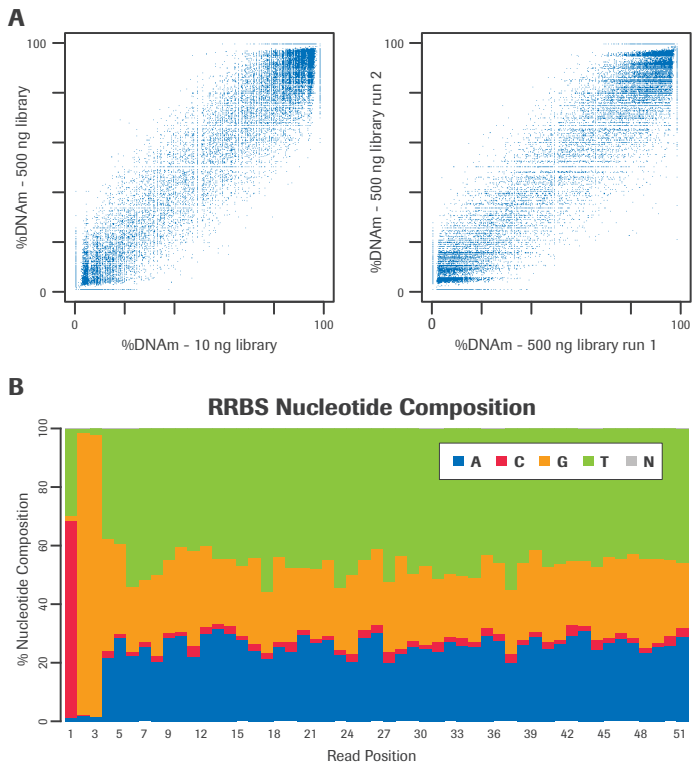 A
100
0
%DNAm - 500 ng library
0
100
%DNAm - 10 ng library
100
0
%DNAm - 500 ng library run 2
0
100
%DNAm - 500 ng library run 1
B
RRBS Nucleotide Composition
100
80
60
40
20
0
% Nucleotide Composition
A C G T N
1 3 5 7 9 12 15 18 21 24 27 30 33 36 39 42 45 48 51
Read Position